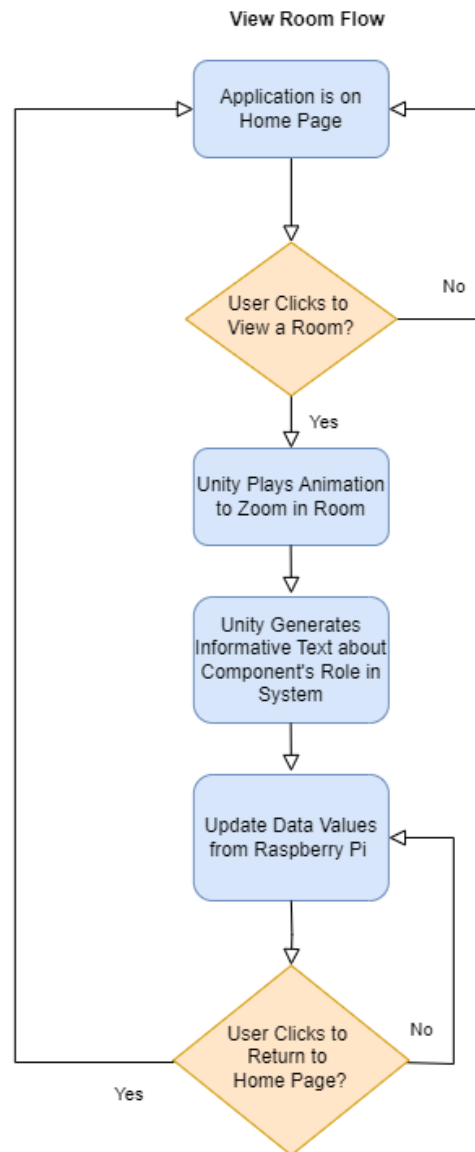 View Room Flow
Application is on
Home Page
User Clicks to
View a Room?
No
Yes
Unity Plays Animation
to Zoom in Room
Unity Generates
Informative Text about
Component's Role in
System
Update Data Values
from Raspberry Pi
User Clicks to
Return to
Home Page?
No
Yes